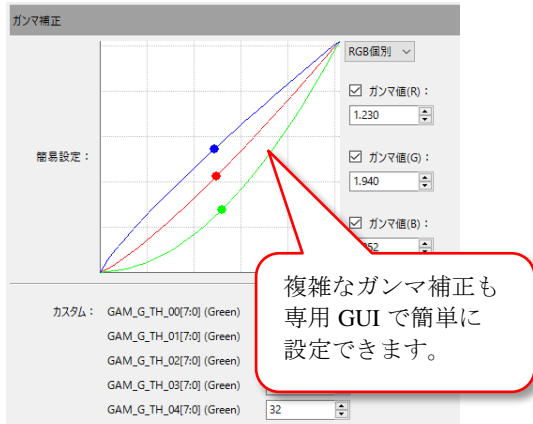 ガンマ補正
RGB個別
ガンマ値(R)：
1.230
簡易設定：
ガンマ値(G)：
1.940
ガンマ値(B)：
複雑なガンマ補正も
専用 GUI で簡単に
設定できます。
カスタム： GAM_G_TH_00[7:0] (Green)
GAM_G_TH_01[7:0] (Green)
GAM_G_TH_02[7:0] (Green)
GAM_G_TH_03[7:0] (Green)
GAM_G_TH_04[7:0] (Green) 32